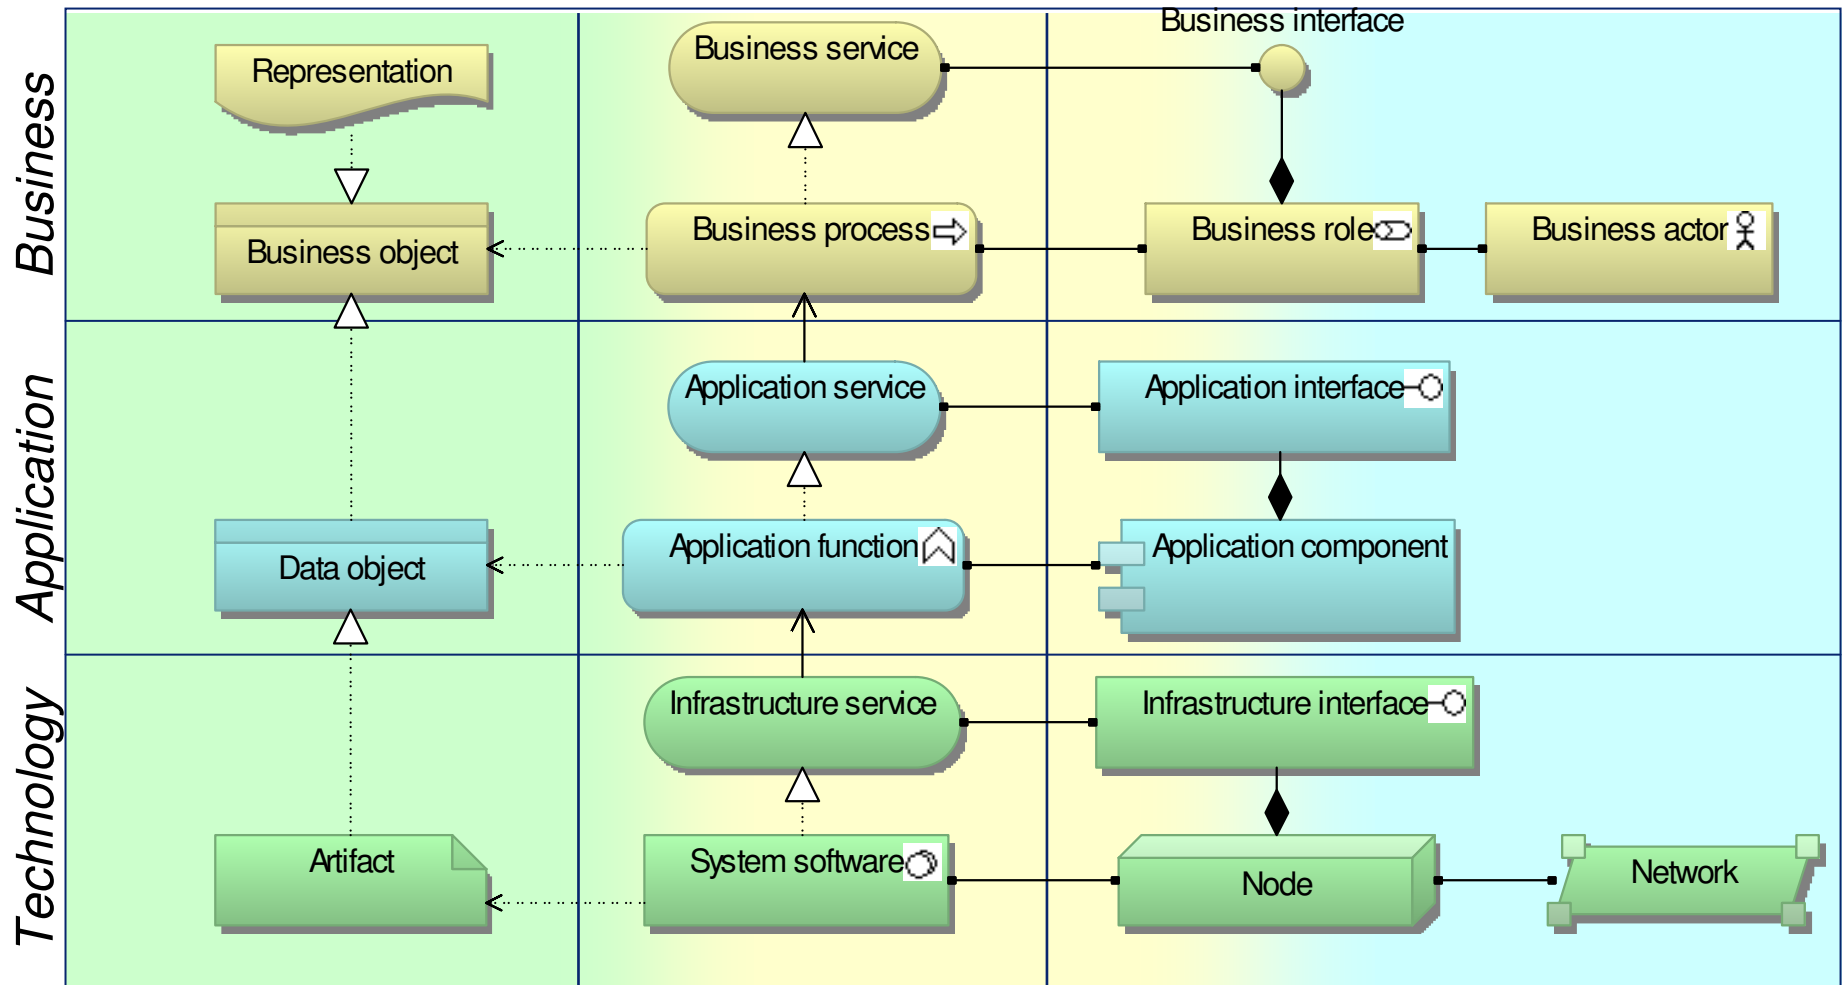 Business
Business interface
Business service
Representation
Business process
Business role
Business actor
Business object
Application
Application service
Application interface
Application function
Application component
Data object
Technology
Infrastructure service
Infrastructure interface
Artifact
System software
Node
Network